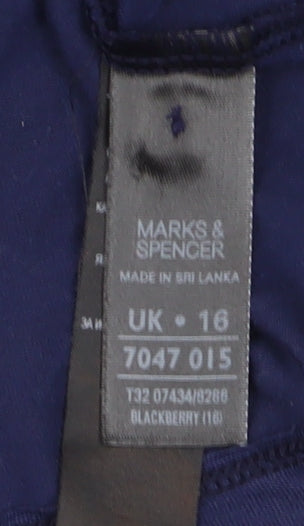 MARKS &
SPENCER
MADE IN SRI LANKA
UK • 16
7047 015
T32 07434/8286
BLACKBERRY (16)